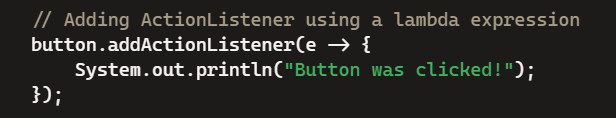 // Adding ActionListener using a lambda expression
button.addActionListener(e -> {
    System.out.println("Button was clicked!");
});